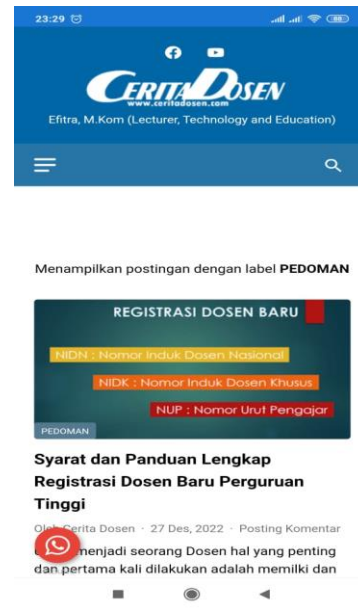 23:29
CERITADOSEN
www.ceritadosen.com
Efitra, M.Kom (Lecturer, Technology and Education)
Menampilkan postingan dengan label PEDOMAN
REGISTRASI DOSEN BARU
NIDN : Nomor Induk Dosen Nasional
NIDK : Nomor Induk Dosen Khusus
NUP : Nomor Urut Pengajar
PEDOMAN
Syarat dan Panduan Lengkap
Registrasi Dosen Baru Perguruan
Tinggi
Oleh Cerita Dosen · 27 Des, 2022 · Posting Komentar
menjadi seorang Dosen hal yang penting
dan pertama kali dilakukan adalah memilki dan